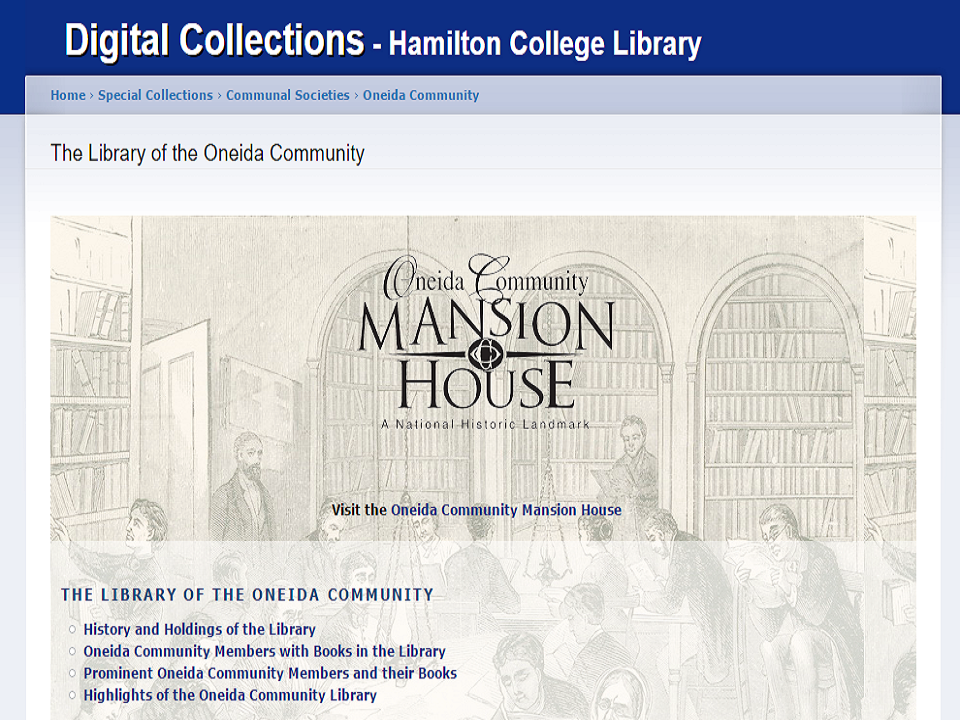 Digital Collections - Hamilton College Library
Home › Special Collections › Communal Societies › Oneida Community
The Library of the Oneida Community
Oneida Community
MANSION
HOUSE
A National Historic Landmark
Visit the Oneida Community Mansion House
THE LIBRARY OF THE ONEIDA COMMUNITY
History and Holdings of the Library
Oneida Community Members with Books in the Library
Prominent Oneida Community Members and their Books
Highlights of the Oneida Community Library